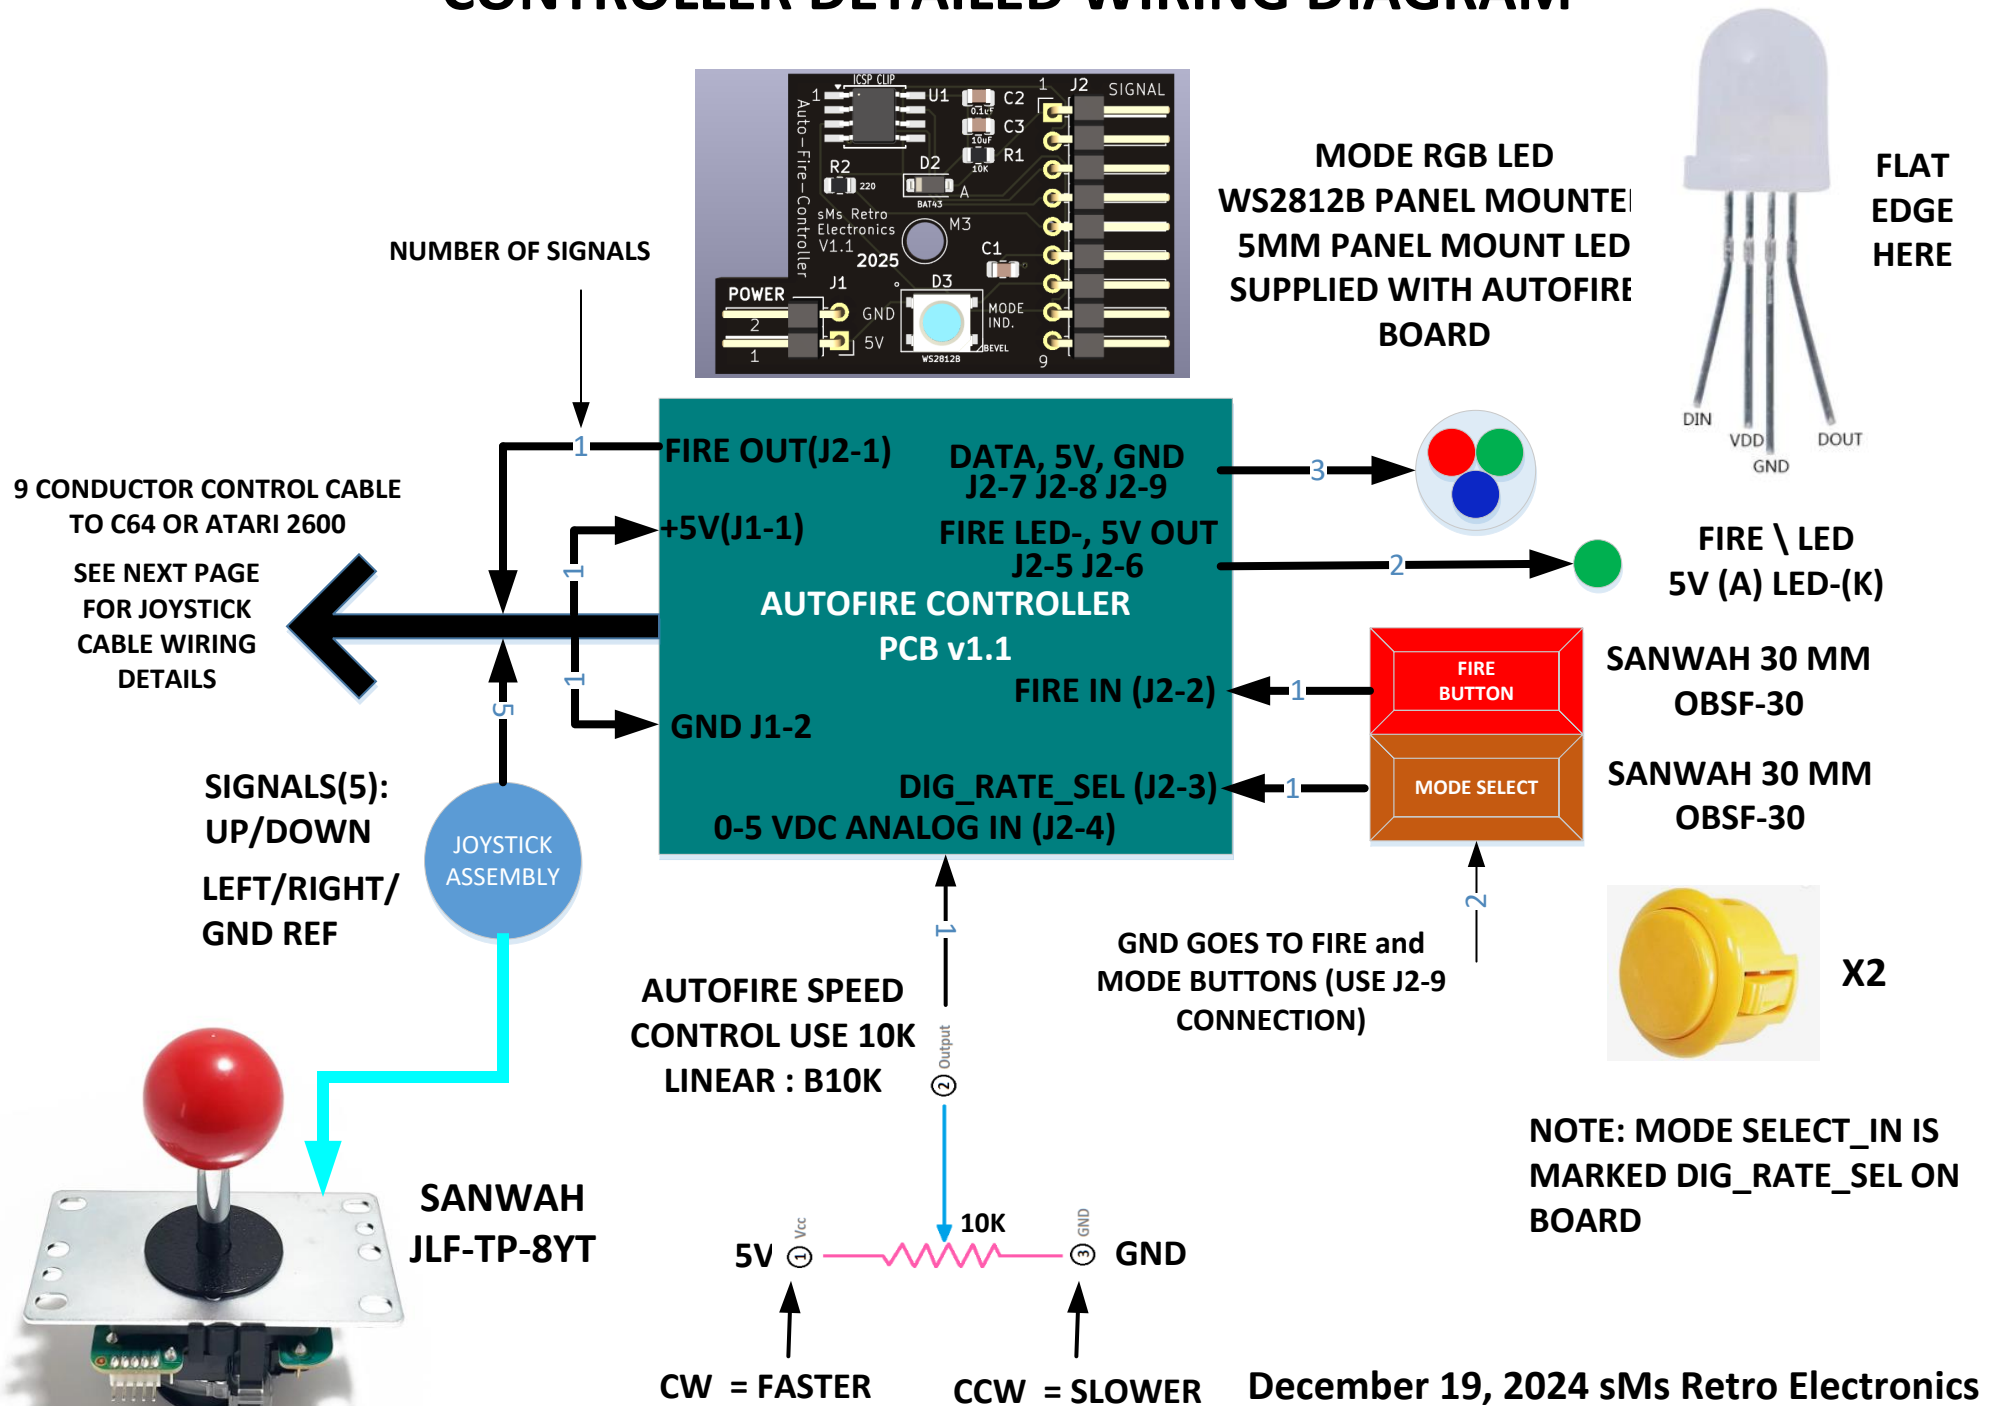 CONTROLLER DETAILED WIRING DIAGRAM
ICSP CLIP
1
U1
C2
0.1uF
C3
10uF
R1
10K
R2
220
D2
A
BAT43
Auto-Fire-Controller
sMs Retro
Electronics
V1.1
2025
M3
C1
J1
POWER
GND
5V
2
1
D3
MODE
IND.
BEVEL
WS2812B
1
J2
SIGNAL
9
MODE RGB LED
WS2812B PANEL MOUNTE
5MM PANEL MOUNT LED
SUPPLIED WITH AUTOFIRE
BOARD
FLAT
EDGE
HERE
DIN
VDD
GND
DOUT
NUMBER OF SIGNALS
1
9 CONDUCTOR CONTROL CABLE
TO C64 OR ATARI 2600
SEE NEXT PAGE
FOR JOYSTICK
CABLE WIRING
DETAILS
1
1
5
FIRE OUT(J2-1)
+5V(J1-1)
GND J1-2
DATA, 5V, GND
J2-7 J2-8 J2-9
3
FIRE LED-, 5V OUT
J2-5 J2-6
2
AUTOFIRE CONTROLLER
PCB v1.1
FIRE IN (J2-2)
1
DIG_RATE_SEL (J2-3)
1
0-5 VDC ANALOG IN (J2-4)
FIRE \ LED
5V (A) LED-(K)
FIRE
BUTTON
SANWAH 30 MM
OBSF-30
MODE SELECT
SANWAH 30 MM
OBSF-30
SIGNALS(5):
UP/DOWN
LEFT/RIGHT/
GND REF
JOYSTICK
ASSEMBLY
1
2
GND GOES TO FIRE and
MODE BUTTONS (USE J2-9
CONNECTION)
X2
AUTOFIRE SPEED
CONTROL USE 10K
LINEAR : B10K
2 Output
NOTE: MODE SELECT_IN IS
MARKED DIG_RATE_SEL ON
BOARD
SANWAH
JLF-TP-8YT
5V
1 Vcc
10K
3 GND
GND
CW = FASTER
CCW = SLOWER
December 19, 2024 sMs Retro Electronics